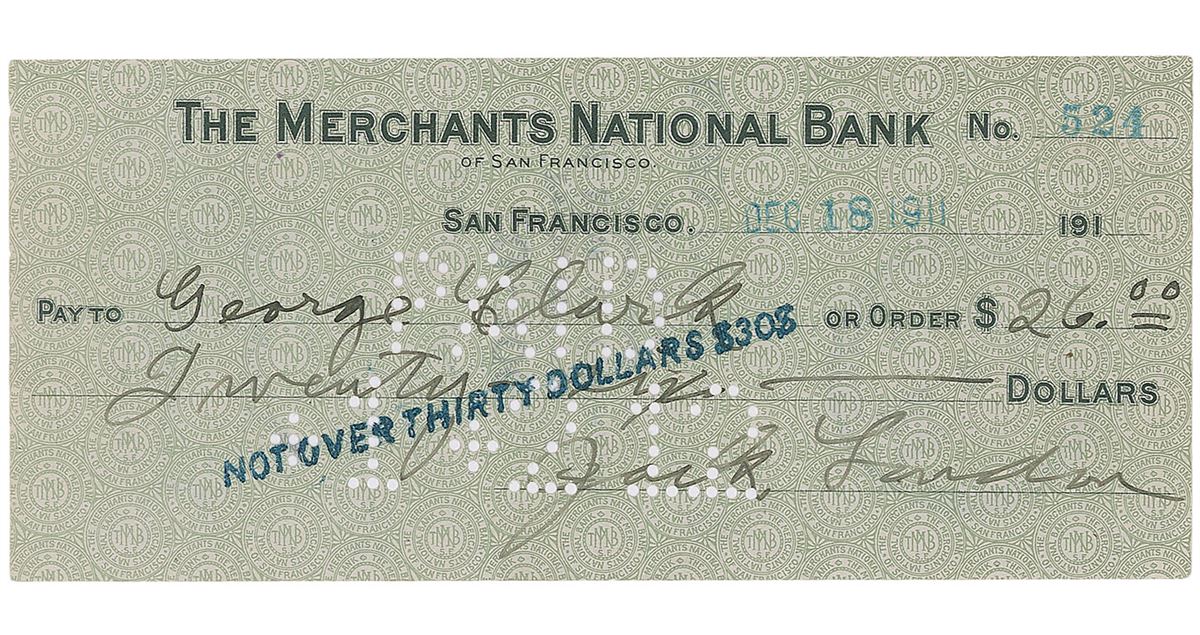 THE MERCHANTS NATIONAL BANK No. 524
OF SAN FRANCISCO.
SAN FRANCISCO. DEC 18 1911 191
PAY TO George Clark OR ORDER $ 26.00
Twenty six DOLLARS
NOT OVER THIRTY DOLLARS $30$
Jack London